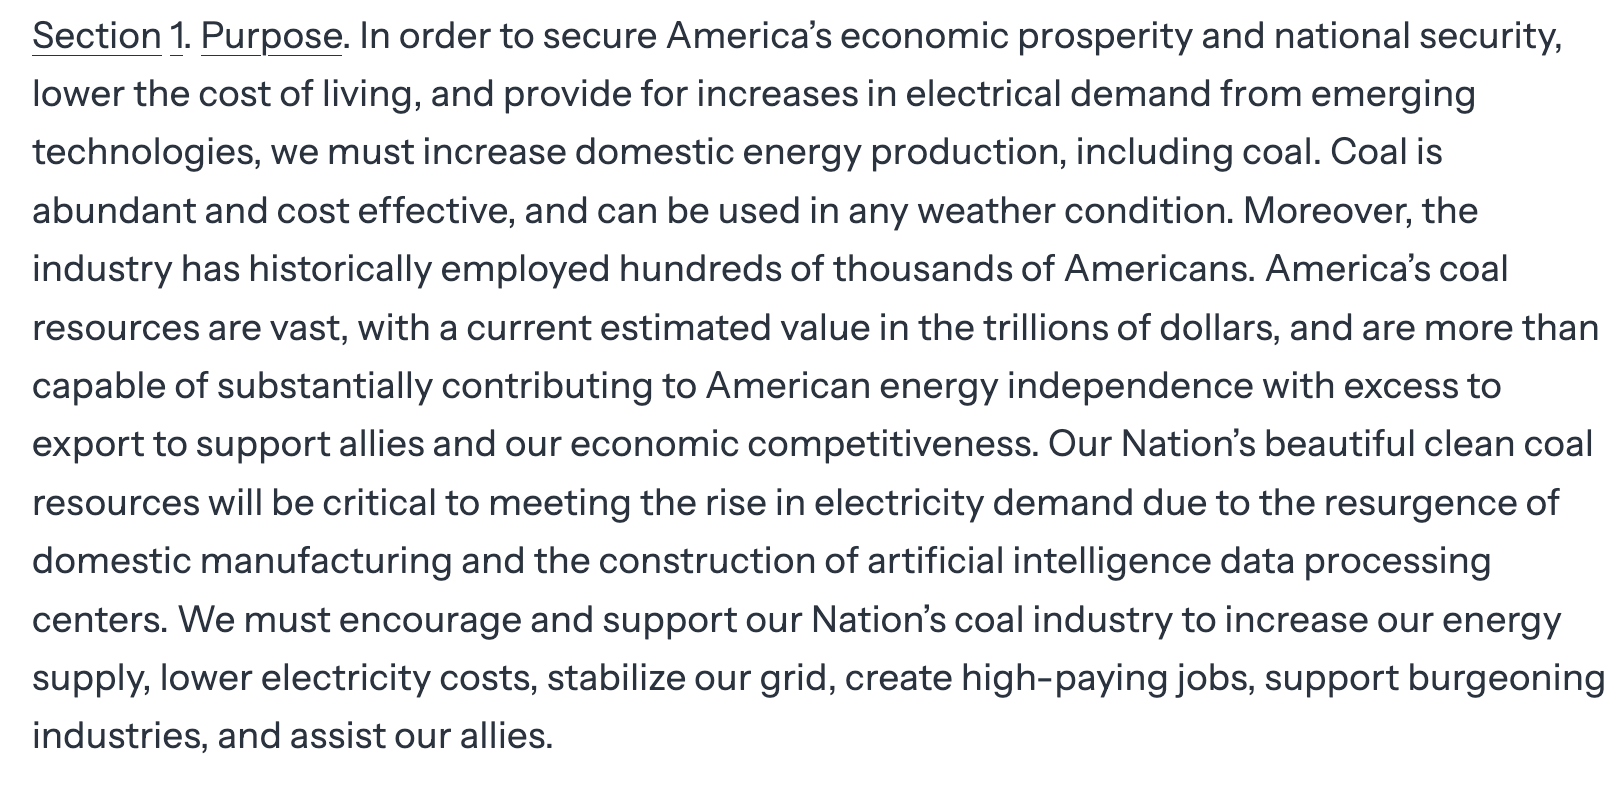 Section 1. Purpose. In order to secure America’s economic prosperity and national security,
lower the cost of living, and provide for increases in electrical demand from emerging
technologies, we must increase domestic energy production, including coal. Coal is
abundant and cost effective, and can be used in any weather condition. Moreover, the
industry has historically employed hundreds of thousands of Americans. America’s coal
resources are vast, with a current estimated value in the trillions of dollars, and are more than
capable of substantially contributing to American energy independence with excess to
export to support allies and our economic competitiveness. Our Nation’s beautiful clean coal
resources will be critical to meeting the rise in electricity demand due to the resurgence of
domestic manufacturing and the construction of artificial intelligence data processing
centers. We must encourage and support our Nation’s coal industry to increase our energy
supply, lower electricity costs, stabilize our grid, create high-paying jobs, support burgeoning
industries, and assist our allies.